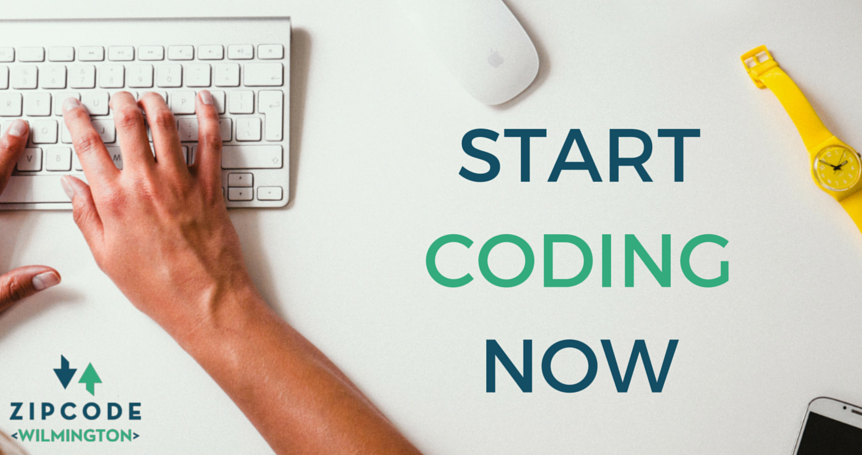 START
CODING
NOW
ZIPCODE
<WILMINGTON>